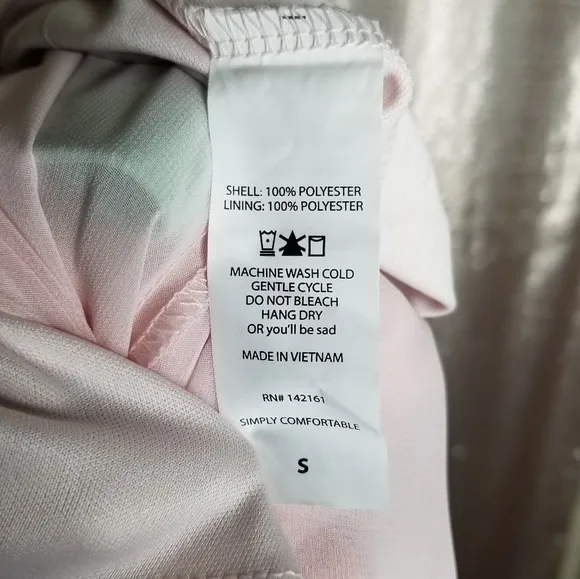 SHELL: 100% POLYESTER
LINING: 100% POLYESTER
MACHINE WASH COLD
GENTLE CYCLE
DO NOT BLEACH
HANG DRY
OR you'll be sad
MADE IN VIETNAM
RN# 142161
SIMPLY COMFORTABLE
S